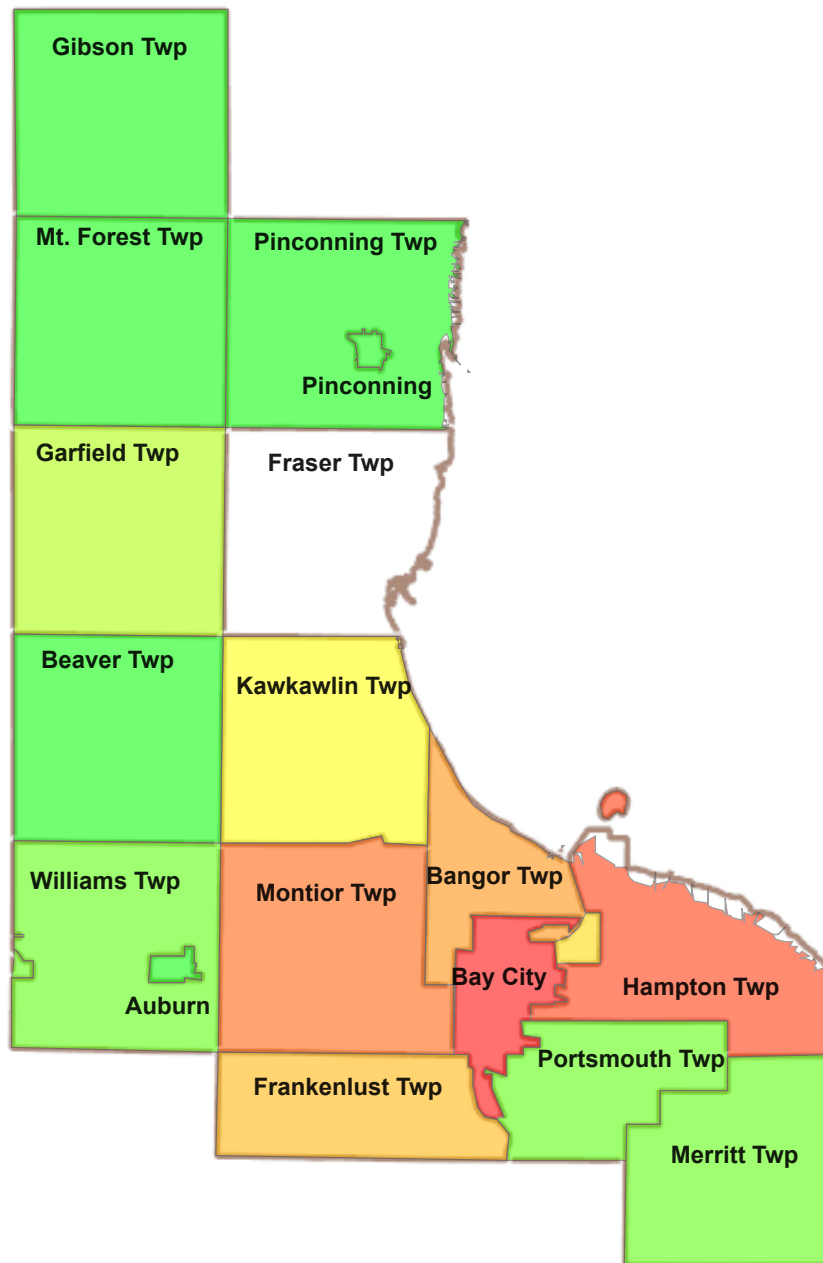 Gibson Twp
Mt. Forest Twp
Pinconning Twp
Pinconning
Garfield Twp
Fraser Twp
Beaver Twp
Kawkawlin Twp
Williams Twp
Montior Twp
Bangor Twp
Auburn
Bay City
Hampton Twp
Frankenlust Twp
Portsmouth Twp
Merritt Twp